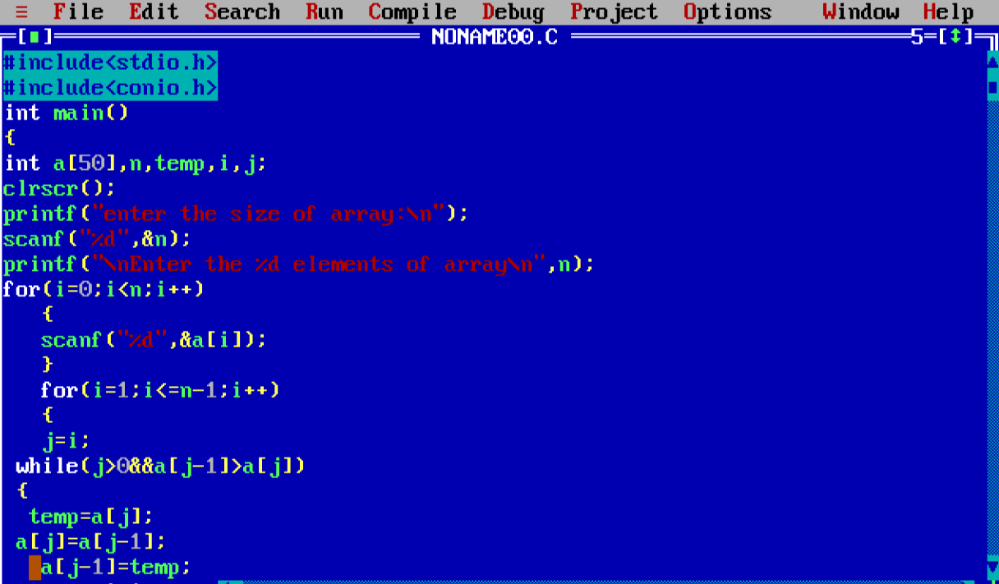 ≡ File Edit Search Run Compile Debug Project Options Window Help
[■] NONAME00.C 5=[↕]
#include<stdio.h>
#include<conio.h>
int main()
{
int a[50],n,temp,i,j;
clrscr();
printf("enter the size of array:\n");
scanf("%d",&n);
printf("\nEnter the %d elements of array\n",n);
for(i=0;i<n;i++)
{
scanf("%d",&a[i]);
}
for(i=1;i<=n-1;i++)
{
j=i;
while(j>0&&a[j-1]>a[j])
{
temp=a[j];
a[j]=a[j-1];
a[j-1]=temp;